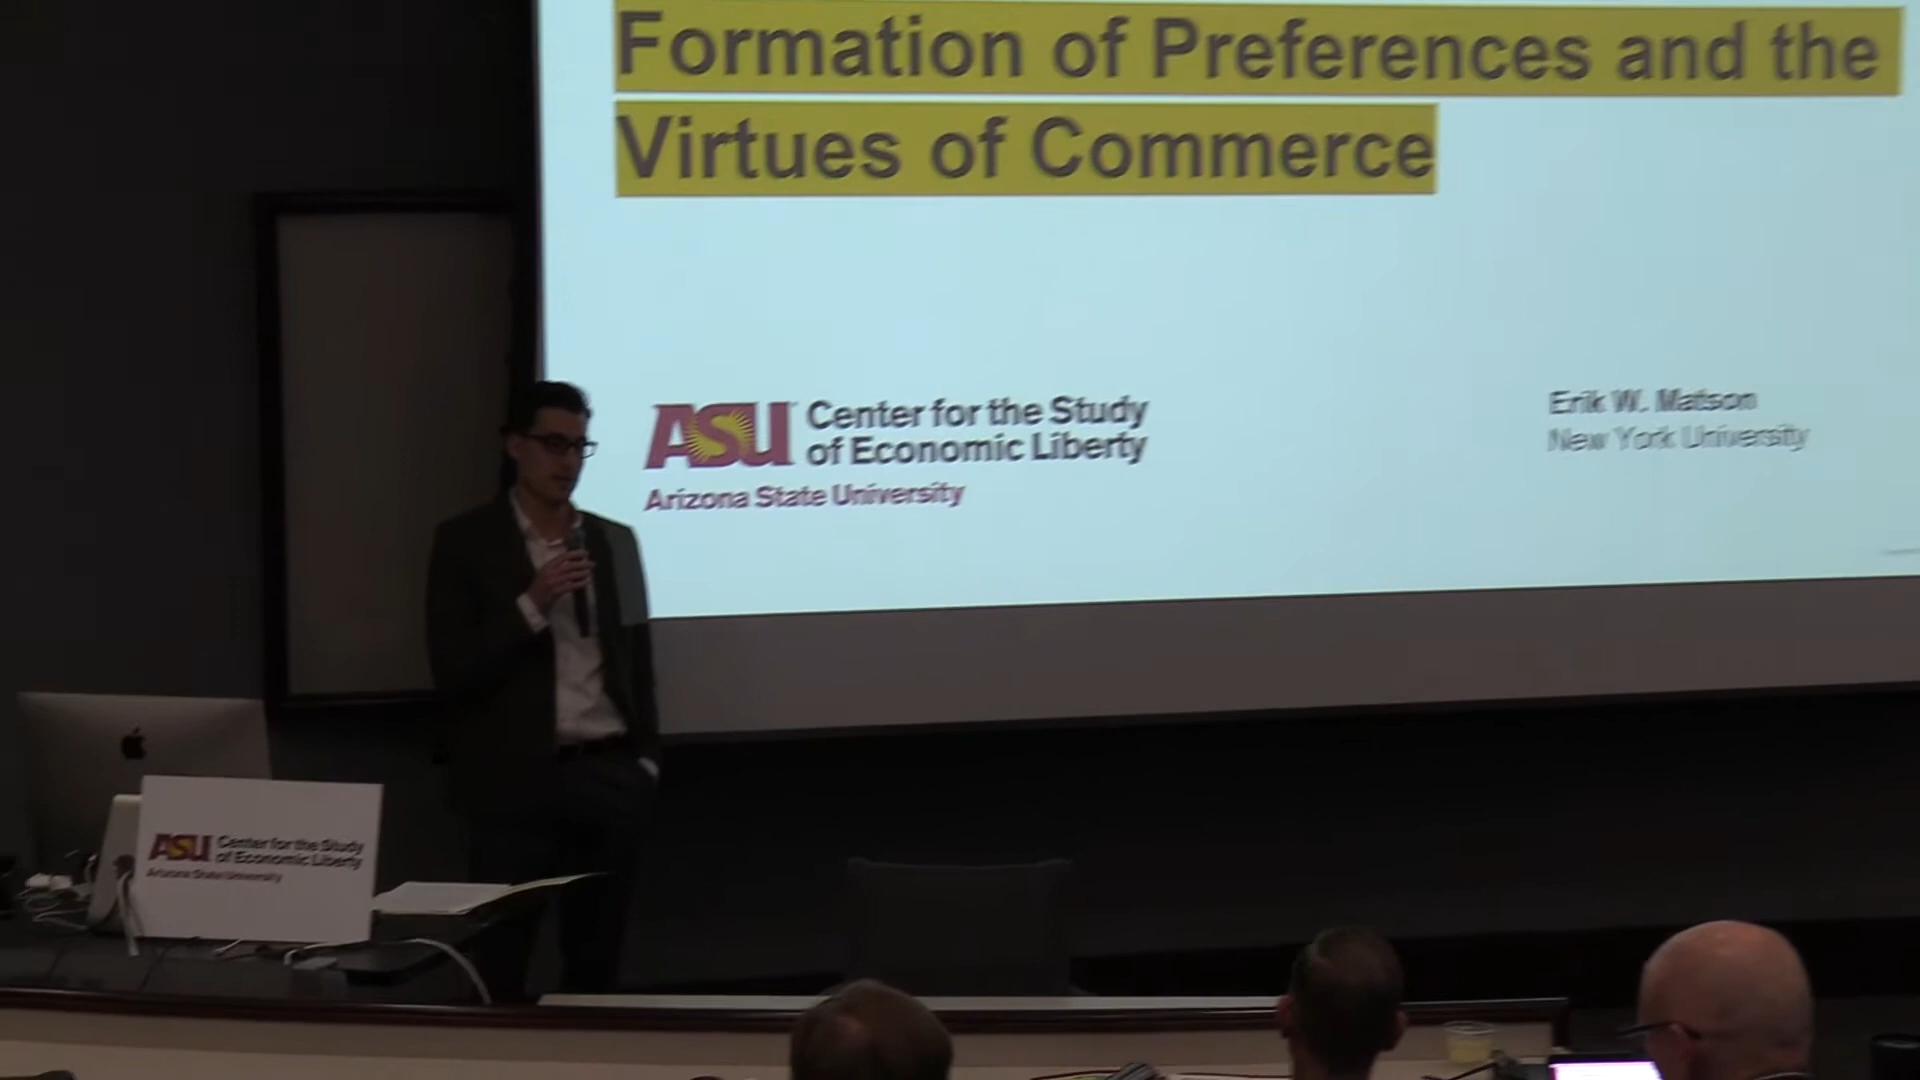 Formation of Preferences and the
Virtues of Commerce
ASU Center for the Study
of Economic Liberty
Arizona State University
Erik W. Matson
New York University
ASU Center for the Study
of Economic Liberty
Arizona State University